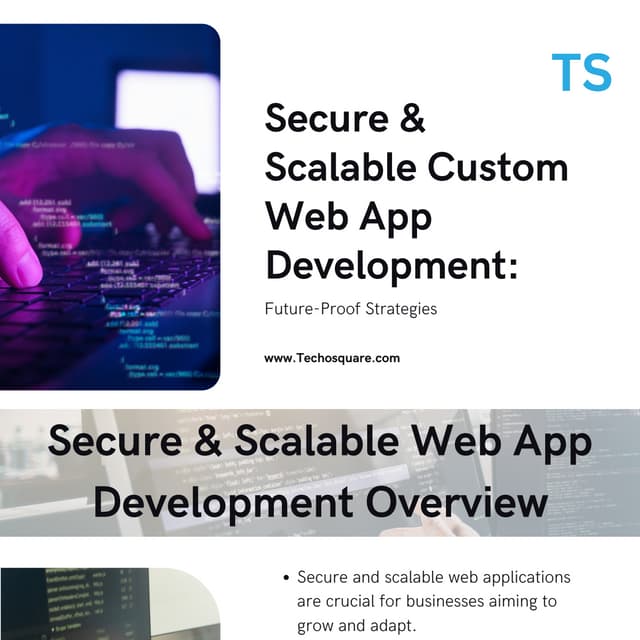 TS
Secure &
Scalable Custom
Web App
Development:
Future-Proof Strategies
www.Techosquare.com
Secure & Scalable Web App
Development Overview
• Secure and scalable web applications
are crucial for businesses aiming to
grow and adapt.